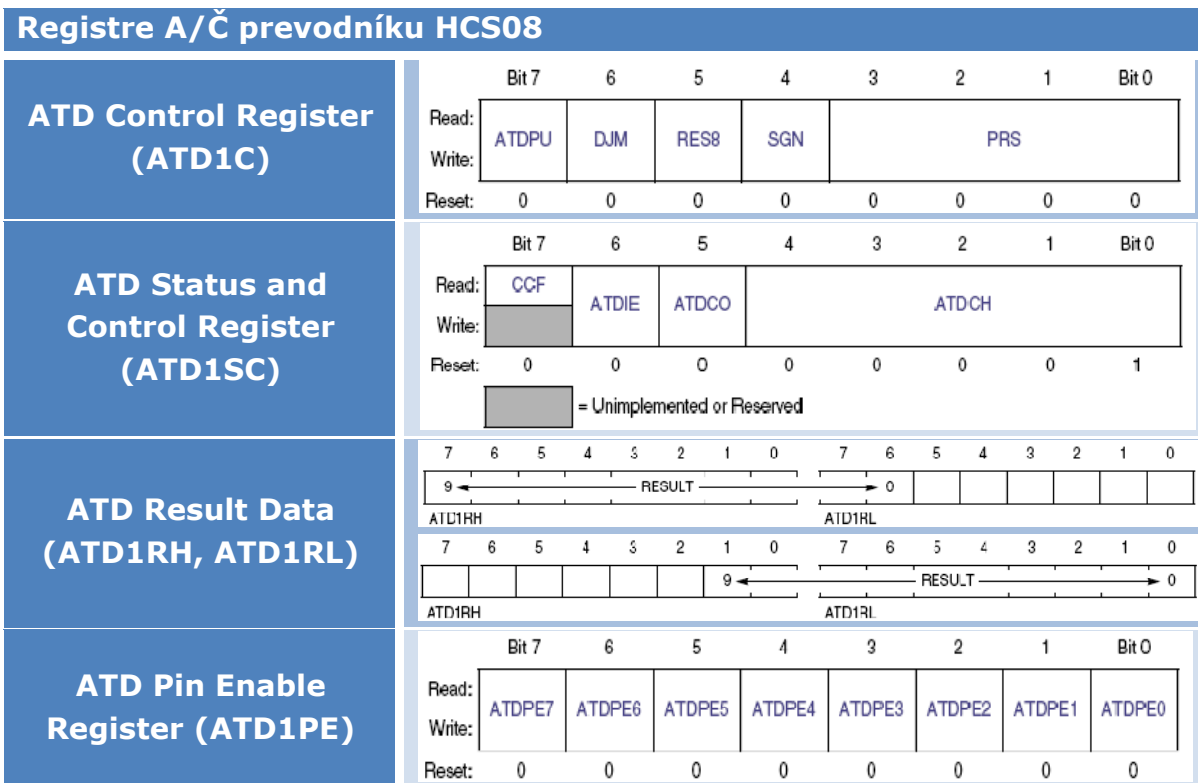 Registre A/Č prevodníku HCS08
ATD Control Register
(ATD1C)
Bit 7 6 5 4 3 2 1 Bit 0
Read:
ATDPU DJM RES8 SGN PRS
Write:
Reset: 0 0 0 0 0 0 0 0
ATD Status and
Control Register
(ATD1SC)
Bit 7 6 5 4 3 2 1 Bit 0
Read: CCF
ATDIE ATDCO ATDCH
Write:
Reset: 0 0 0 0 0 0 0 1
= Unimplemented or Reserved
ATD Result Data
(ATD1RH, ATD1RL)
7 6 5 4 3 2 1 0 7 6 5 4 3 2 1 0
9 RESULT 0
ATD1RH ATD1RL
7 6 5 4 3 2 1 0 7 6 5 4 3 2 1 0
9 RESULT 0
ATD1RH ATD1RL
ATD Pin Enable
Register (ATD1PE)
Bit 7 6 5 4 3 2 1 Bit 0
Read:
ATDPE7 ATDPE6 ATDPE5 ATDPE4 ATDPE3 ATDPE2 ATDPE1 ATDPE0
Write:
Reset: 0 0 0 0 0 0 0 0